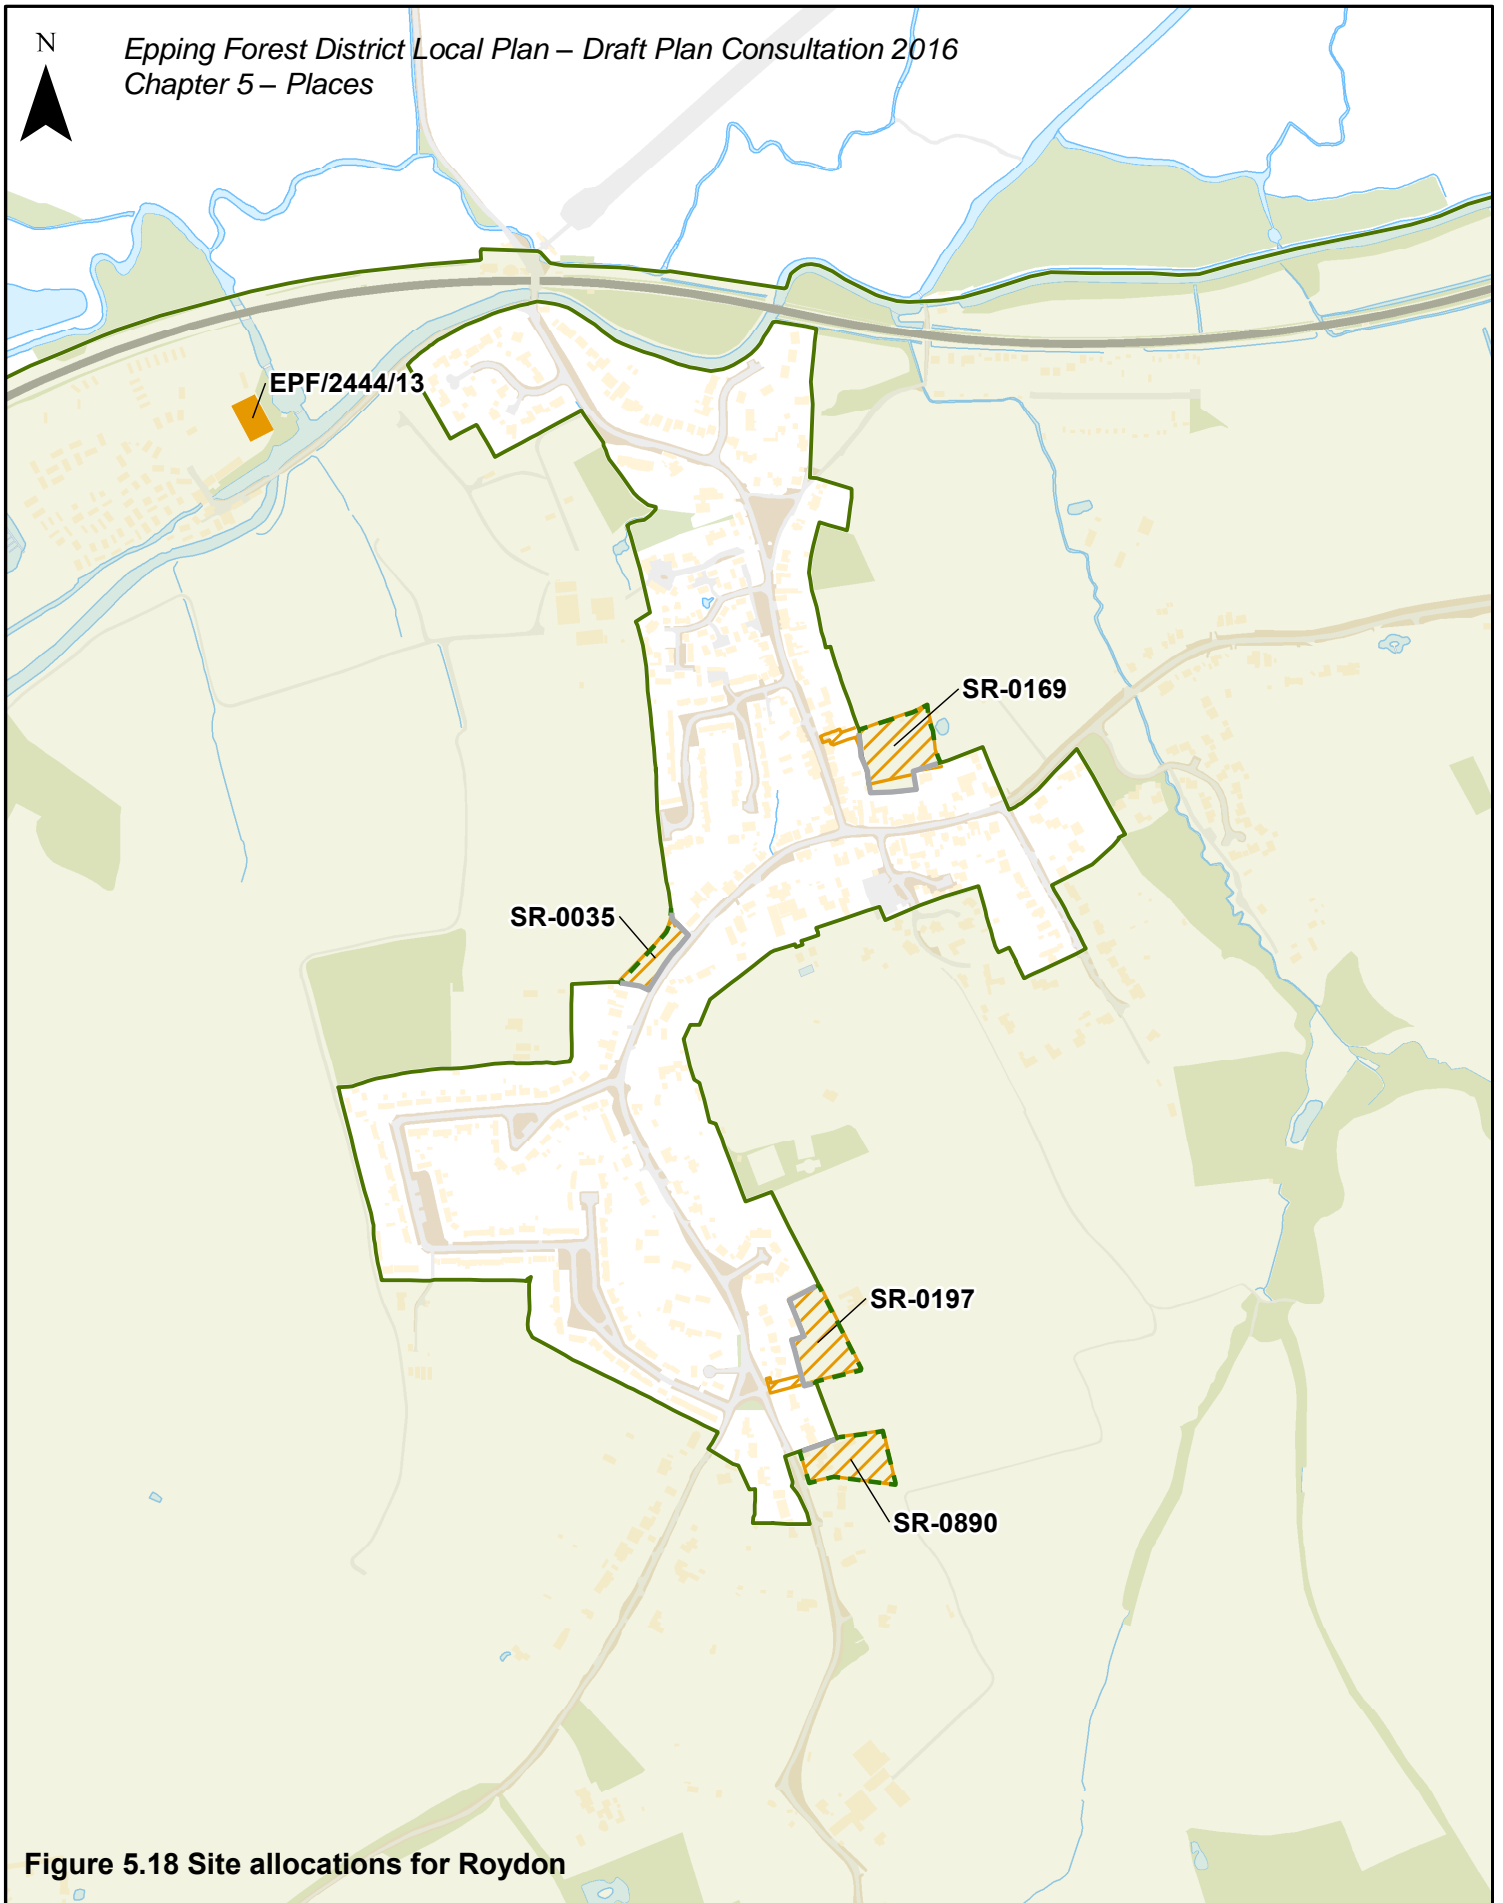 N
Epping Forest District Local Plan – Draft Plan Consultation 2016
Chapter 5 – Places
EPF/2444/13
SR-0169
SR-0035
SR-0197
SR-0890
Figure 5.18 Site allocations for Roydon